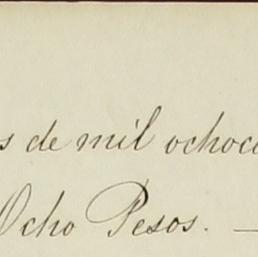 s de mil ochoc
Ocho Pesos. —